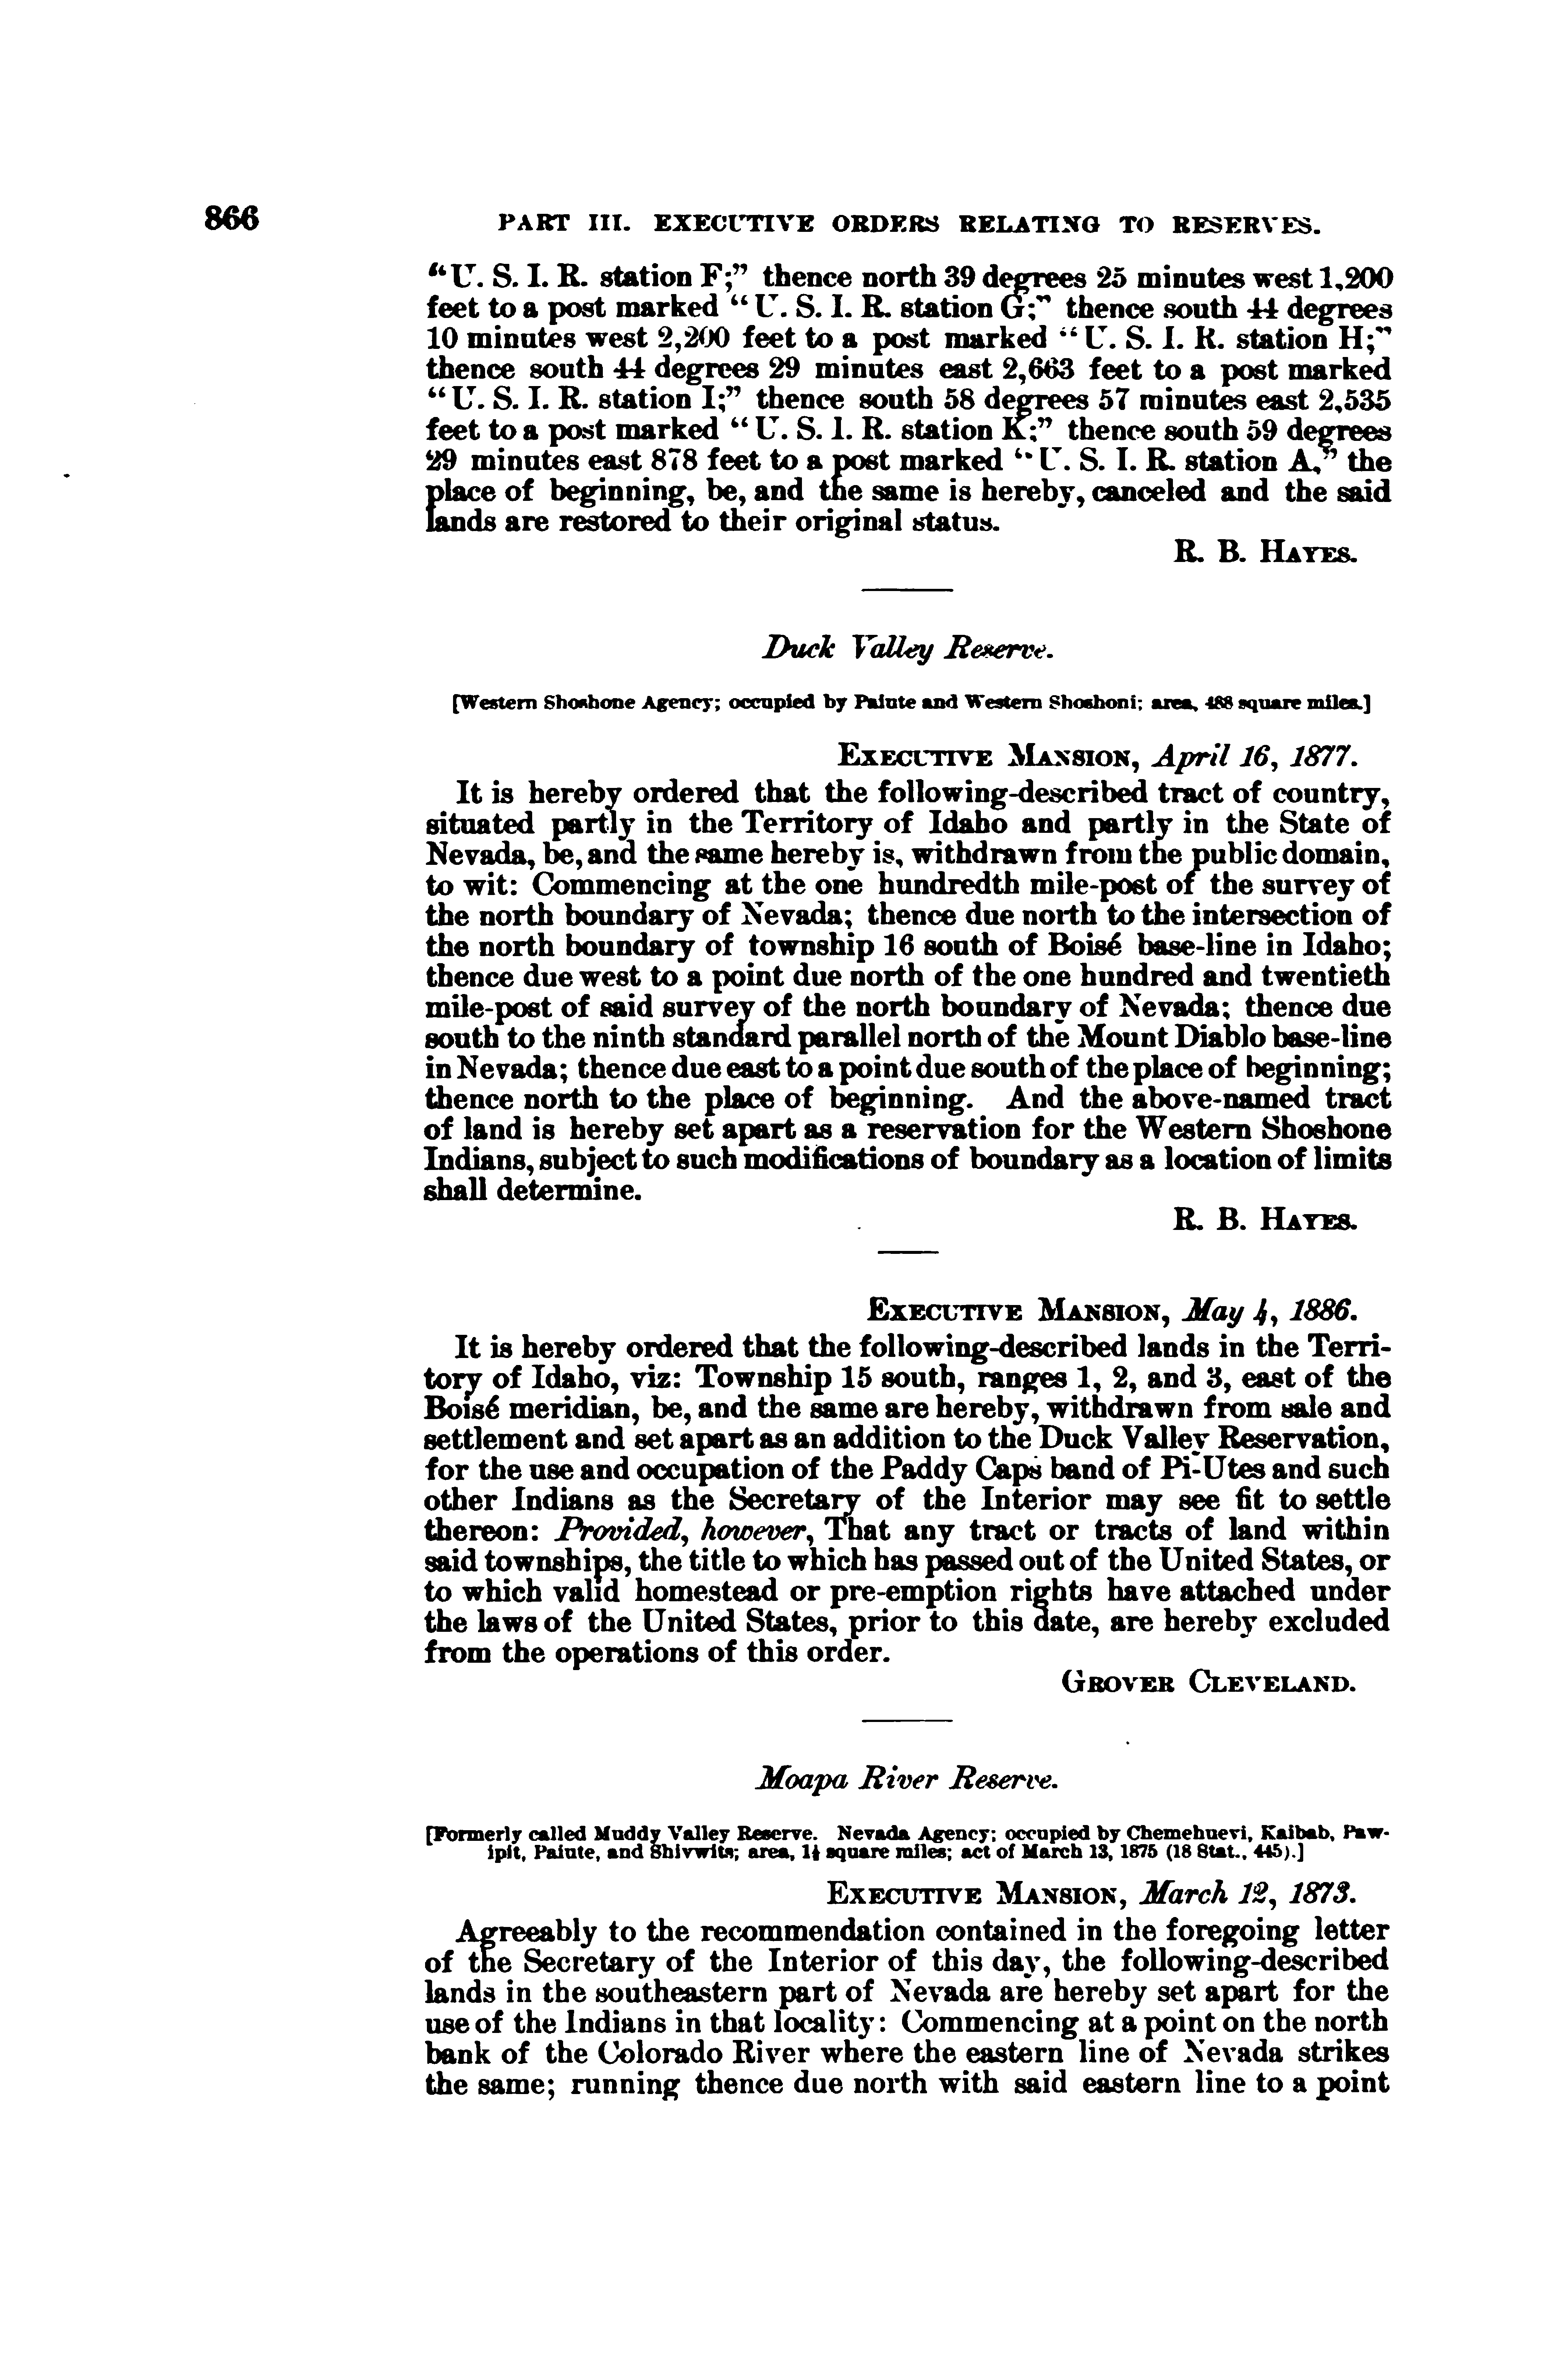 866
PART III. EXECUTIVE ORDERS RELATING TO RESERVES.
"U. S. I. R. station F;" thence north 39 degrees 25 minutes west 1,200
feet to a post marked "U. S. I. R. station G;" thence south 44 degrees
10 minutes west 2,200 feet to a post marked "U. S. I. R. station H;"
thence south 44 degrees 29 minutes east 2,663 feet to a post marked
"U. S. I. R. station I;" thence south 58 degrees 57 minutes east 2,535
feet to a post marked "U. S. I. R. station K;" thence south 59 degrees
29 minutes east 878 feet to a post marked "U. S. I. R. station A," the
place of beginning, be, and the same is hereby, canceled and the said
lands are restored to their original status.
R. B. HAYES.
Duck Valley Reserve.
[Western Shoshone Agency; occupied by Paiute and Western Shoshoni; area, 488 square miles.]
EXECUTIVE MANSION, April 16, 1877.
It is hereby ordered that the following-described tract of country,
situated partly in the Territory of Idaho and partly in the State of
Nevada, be, and the same hereby is, withdrawn from the public domain,
to wit: Commencing at the one hundredth mile-post of the survey of
the north boundary of Nevada; thence due north to the intersection of
the north boundary of township 16 south of Boisé base-line in Idaho;
thence due west to a point due north of the one hundred and twentieth
mile-post of said survey of the north boundary of Nevada; thence due
south to the ninth standard parallel north of the Mount Diablo base-line
in Nevada; thence due east to a point due south of the place of beginning;
thence north to the place of beginning. And the above-named tract
of land is hereby set apart as a reservation for the Western Shoshone
Indians, subject to such modifications of boundary as a location of limits
shall determine.
R. B. HAYES.
EXECUTIVE MANSION, May 4, 1886.
It is hereby ordered that the following-described lands in the Terri-
tory of Idaho, viz: Township 15 south, ranges 1, 2, and 3, east of the
Boisé meridian, be, and the same are hereby, withdrawn from sale and
settlement and set apart as an addition to the Duck Valley Reservation,
for the use and occupation of the Paddy Caps band of Pi-Utes and such
other Indians as the Secretary of the Interior may see fit to settle
thereon: Provided, however, That any tract or tracts of land within
said townships, the title to which has passed out of the United States, or
to which valid homestead or pre-emption rights have attached under
the laws of the United States, prior to this date, are hereby excluded
from the operations of this order.
GROVER CLEVELAND.
Moapa River Reserve.
[Formerly called Muddy Valley Reserve. Nevada Agency; occupied by Chemehuevi, Kaibab, Paw-
ipit, Paiute, and Shivwits; area, 1½ square miles; act of March 13, 1875 (18 Stat., 445).]
EXECUTIVE MANSION, March 12, 1873.
Agreeably to the recommendation contained in the foregoing letter
of the Secretary of the Interior of this day, the following-described
lands in the southeastern part of Nevada are hereby set apart for the
use of the Indians in that locality: Commencing at a point on the north
bank of the Colorado River where the eastern line of Nevada strikes
the same; running thence due north with said eastern line to a point